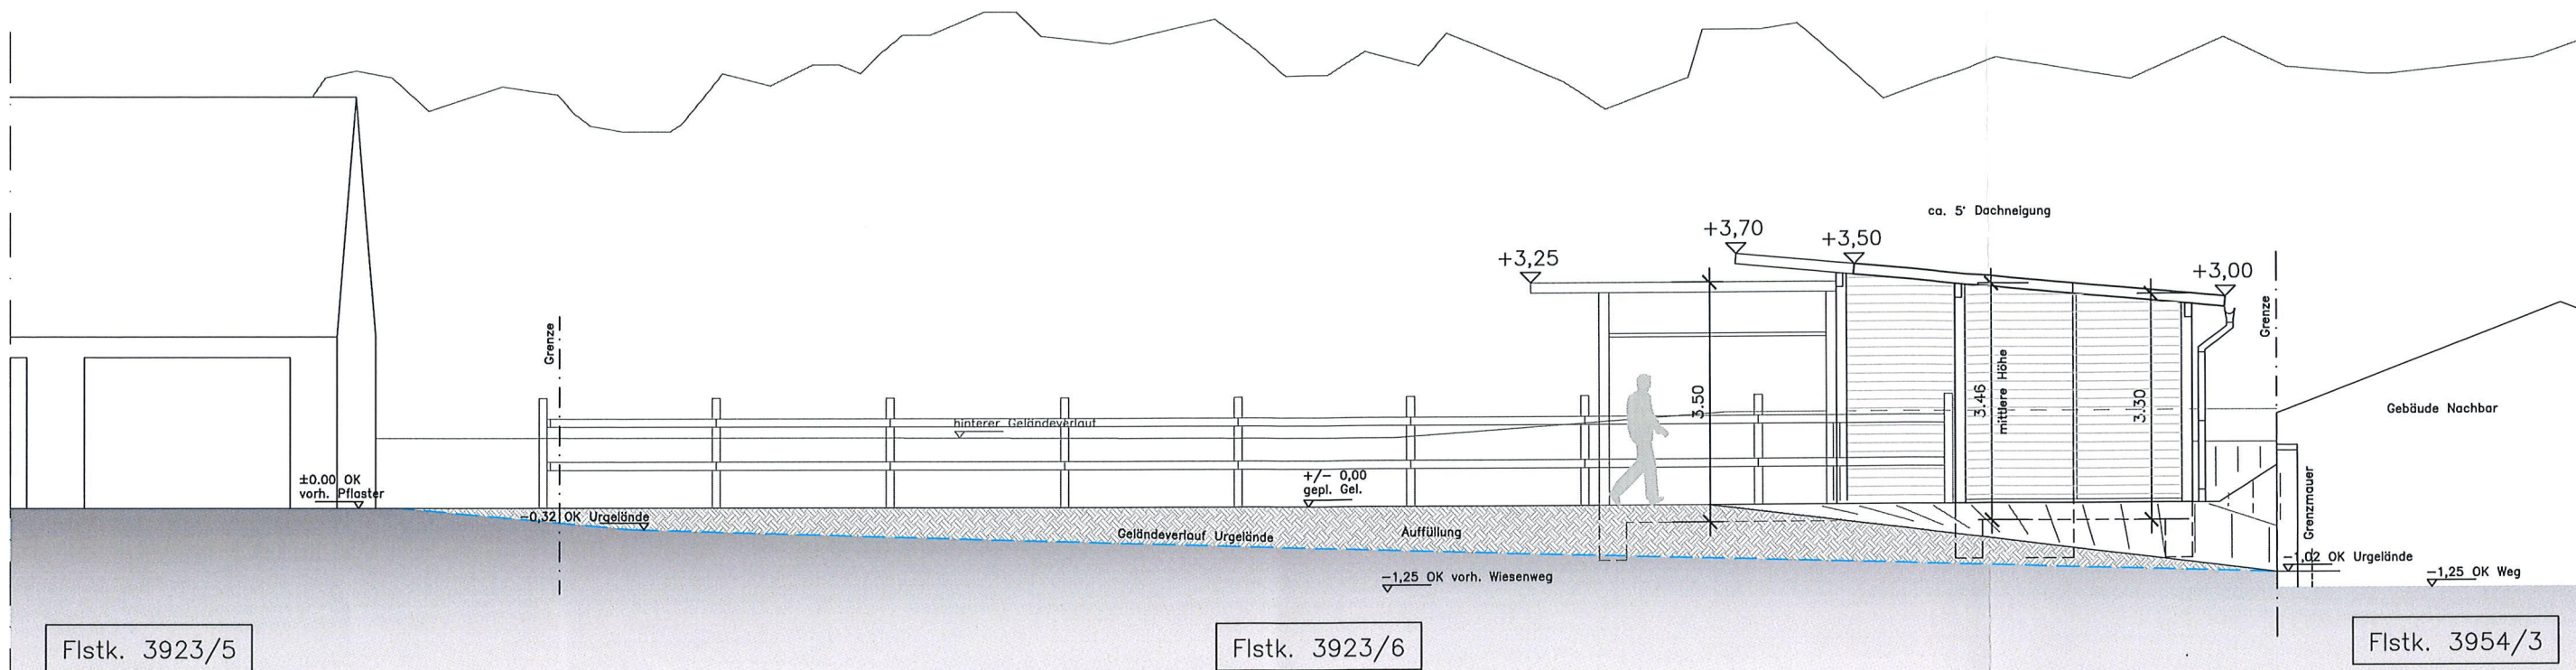 ca. 5° Dachneigung
+3,70
+3,50
+3,25
+3,00
Grenze
Grenze
3.50
3.46
mittlere Höhe
3.30
Gebäude Nachbar
hinterer Geländeverlauf
±0.00 OK
vorh. Pflaster
+/- 0,00
gepl. Gel.
Grenzmauer
-0,32 OK Urgelände
Geländeverlauf Urgelände
Auffüllung
-1,02 OK Urgelände
-1,25 OK vorh. Wiesenweg
-1,25 OK Weg
Flstk. 3923/5
Flstk. 3923/6
Flstk. 3954/3